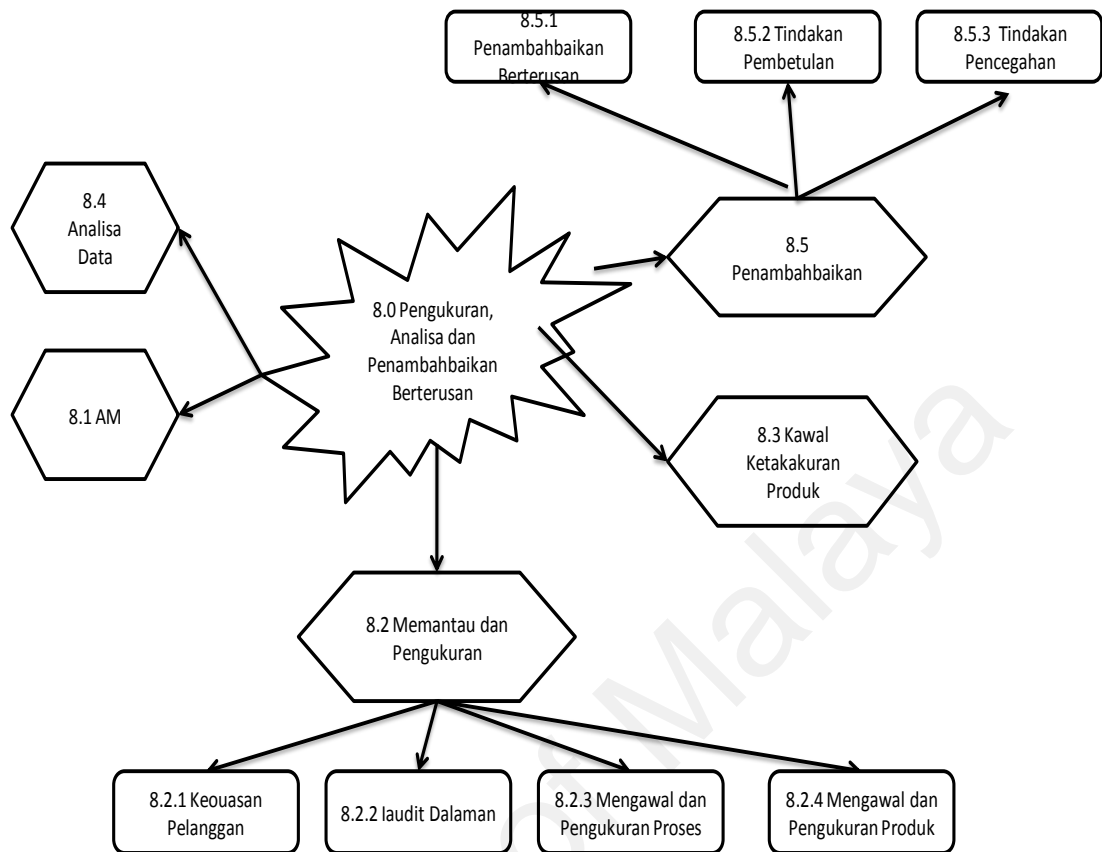 8.5.1
Penambahbaikan
Berterusan
8.5.2 Tindakan
Pembetulan
8.5.3 Tindakan
Pencegahan
8.4
Analisa
Data
8.5
Penambahbaikan
8.0 Pengukuran,
Analisa dan
Penambahbaikan
Berterusan
8.1 AM
8.3 Kawal
Ketakakuran
Produk
8.2 Memantau dan
Pengukuran
8.2.1 Keouasan
Pelanggan
8.2.2 Iaudit Dalaman
8.2.3 Mengawal dan
Pengukuran Proses
8.2.4 Mengawal dan
Pengukuran Produk
of Malaya